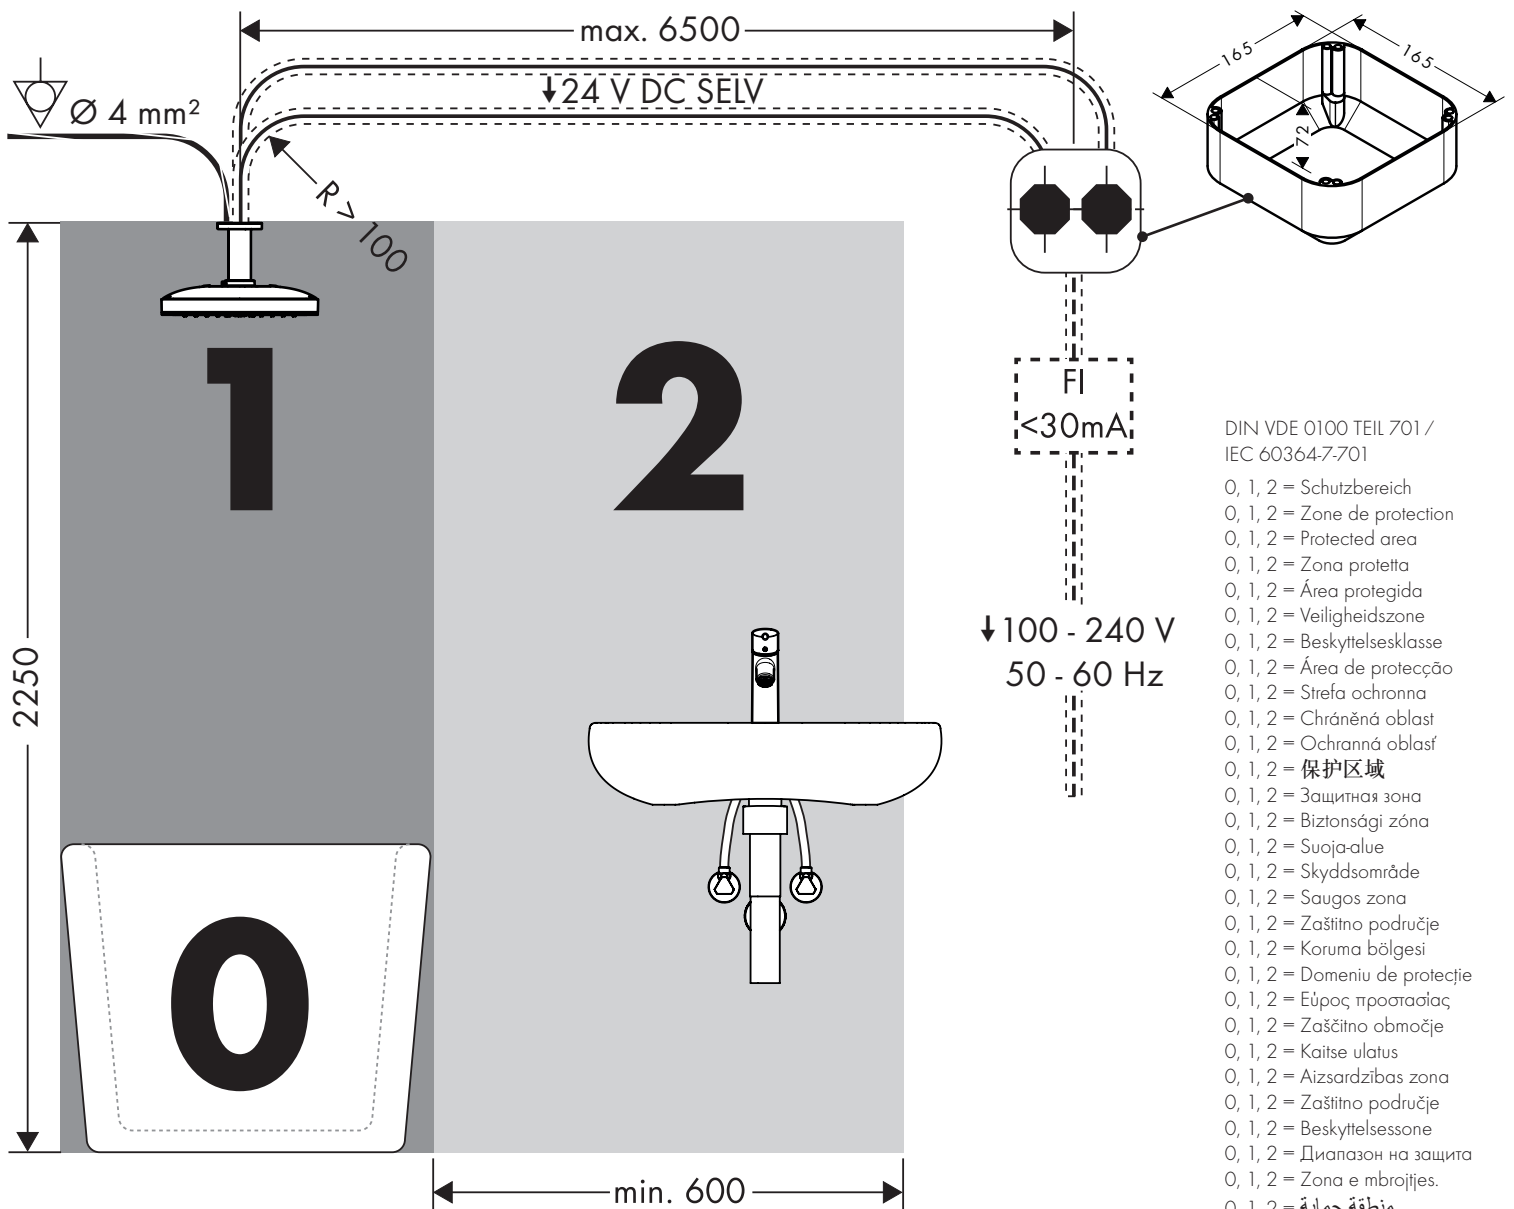 max. 6500
165
165
72
Ø 4 mm²
24 V DC SELV
R > 100
1
2
0
2250
FI
<30mA
100 - 240 V
50 - 60 Hz
min. 600
DIN VDE 0100 TEIL 701 /
IEC 60364-7-701
0, 1, 2 = Schutzbereich
0, 1, 2 = Zone de protection
0, 1, 2 = Protected area
0, 1, 2 = Zona protetta
0, 1, 2 = Área protegida
0, 1, 2 = Veiligheidszone
0, 1, 2 = Beskyttelsesklasse
0, 1, 2 = Área de protecção
0, 1, 2 = Strefa ochronna
0, 1, 2 = Chráněná oblast
0, 1, 2 = Ochranná oblasť
0, 1, 2 = 保护区域
0, 1, 2 = Защитная зона
0, 1, 2 = Biztonsági zóna
0, 1, 2 = Suoja-alue
0, 1, 2 = Skyddsområde
0, 1, 2 = Saugos zona
0, 1, 2 = Zaštitno područje
0, 1, 2 = Koruma bölgesi
0, 1, 2 = Domeniu de protecţie
0, 1, 2 = Εύρος προστασίας
0, 1, 2 = Zaščitno območje
0, 1, 2 = Kaitse ulatus
0, 1, 2 = Aizsardzības zona
0, 1, 2 = Zaštitno područje
0, 1, 2 = Beskyttelsessone
0, 1, 2 = Диапазон на защита
0, 1, 2 = Zona e mbrojtjes.
0, 1, 2 = منطقة حماية